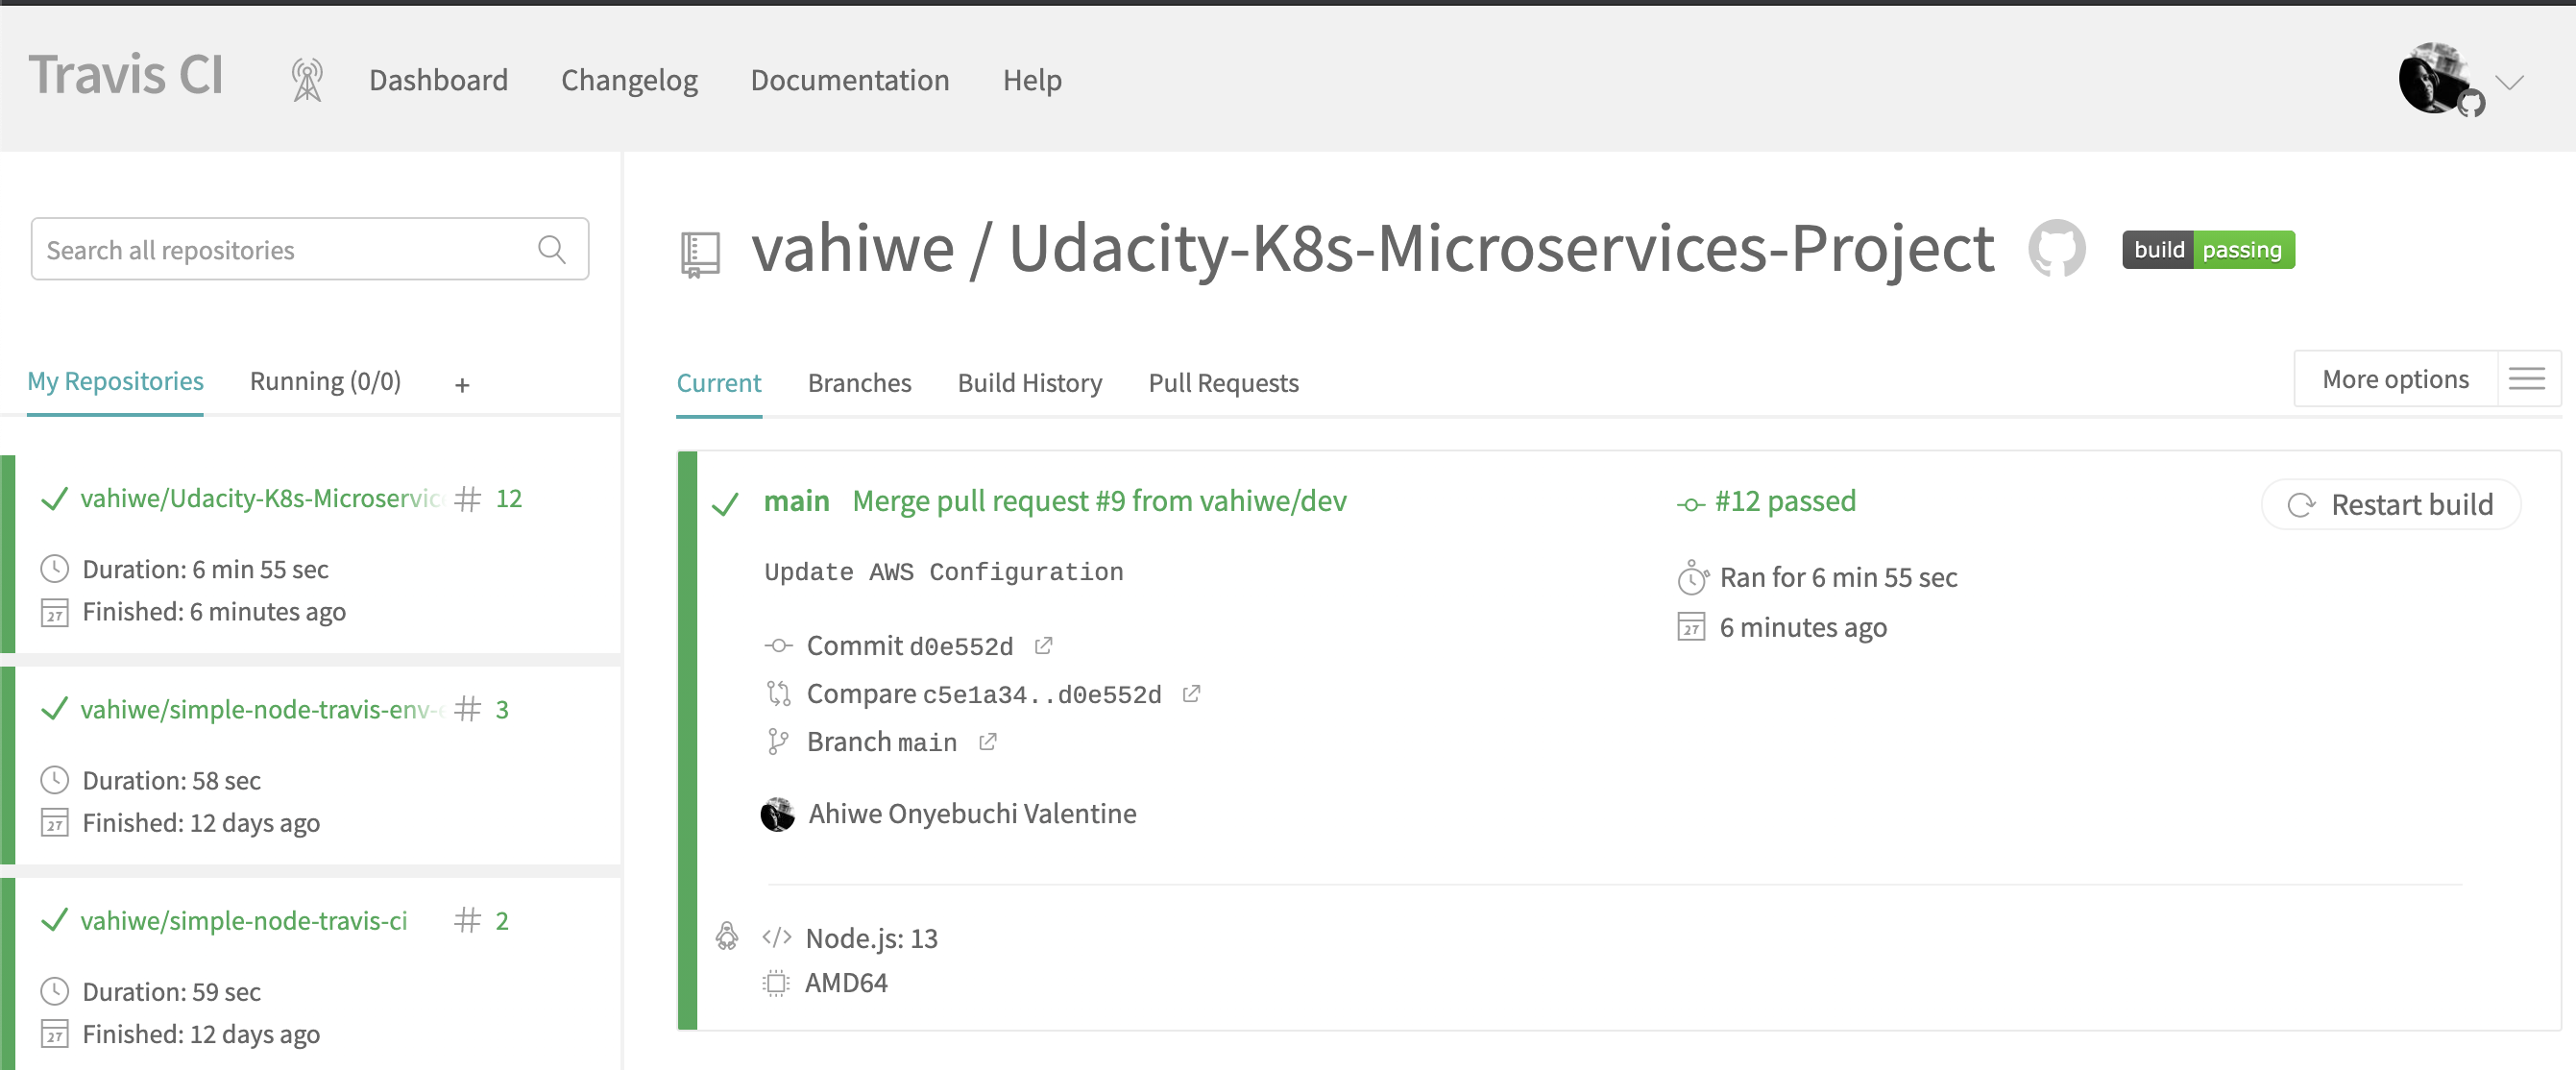 Travis CI
Dashboard Changelog Documentation Help
Search all repositories
My Repositories Running (0/0) +
vahiwe/Udacity-K8s-Microservic # 12
Duration: 6 min 55 sec
27 Finished: 6 minutes ago
vahiwe/simple-node-travis-env- # 3
Duration: 58 sec
27 Finished: 12 days ago
vahiwe/simple-node-travis-ci # 2
Duration: 59 sec
27 Finished: 12 days ago
vahiwe / Udacity-K8s-Microservices-Project build passing
Current Branches Build History Pull Requests More options
main Merge pull request #9 from vahiwe/dev
Update AWS Configuration
Commit d0e552d
Compare c5e1a34..d0e552d
Branch main
Ahiwe Onyebuchi Valentine
#12 passed
Ran for 6 min 55 sec
27 6 minutes ago
Restart build
</> Node.js: 13
AMD64